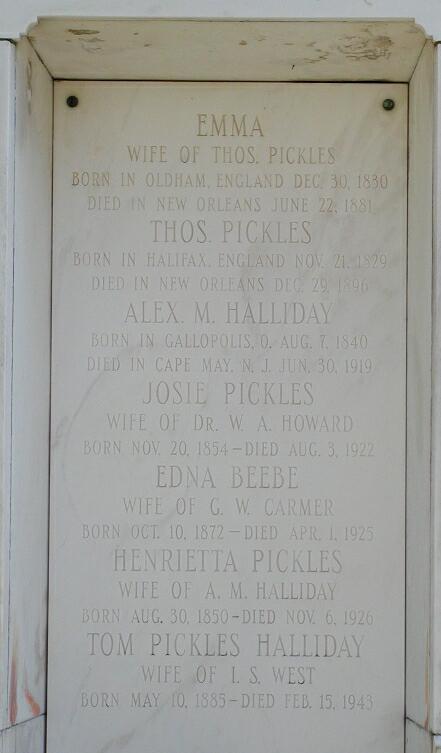 EMMA
WIFE OF THOS. PICKLES
BORN IN OLDHAM, ENGLAND DEC. 30, 1830
DIED IN NEW ORLEANS JUNE 22, 1881
THOS. PICKLES
BORN IN HALIFAX, ENGLAND NOV. 21, 1829
DIED IN NEW ORLEANS DEC. 29, 1896
ALEX. M. HALLIDAY
BORN IN GALLOPOLIS, O. AUG. 7, 1840
DIED IN CAPE MAY, N. J. JUN. 30, 1919
JOSIE PICKLES
WIFE OF DR. W. A. HOWARD
BORN NOV. 20, 1854 – DIED AUG. 3, 1922
EDNA BEEBE
WIFE OF G. W. CARMER
BORN OCT. 10, 1872 – DIED APR. 1, 1925
HENRIETTA PICKLES
WIFE OF A. M. HALLIDAY
BORN AUG. 30, 1850 – DIED NOV. 6, 1926
TOM PICKLES HALLIDAY
WIFE OF I. S. WEST
BORN MAY 10, 1885 – DIED FEB. 15, 1943